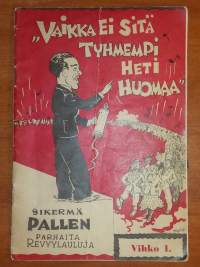 „VAIKKA EI SITÄ
TYHMEMPI
HETI
HUOMAA"
SIKERMÄ
PALLEN
PARHAITA
REVYYLAULUJA
Vihko 1.